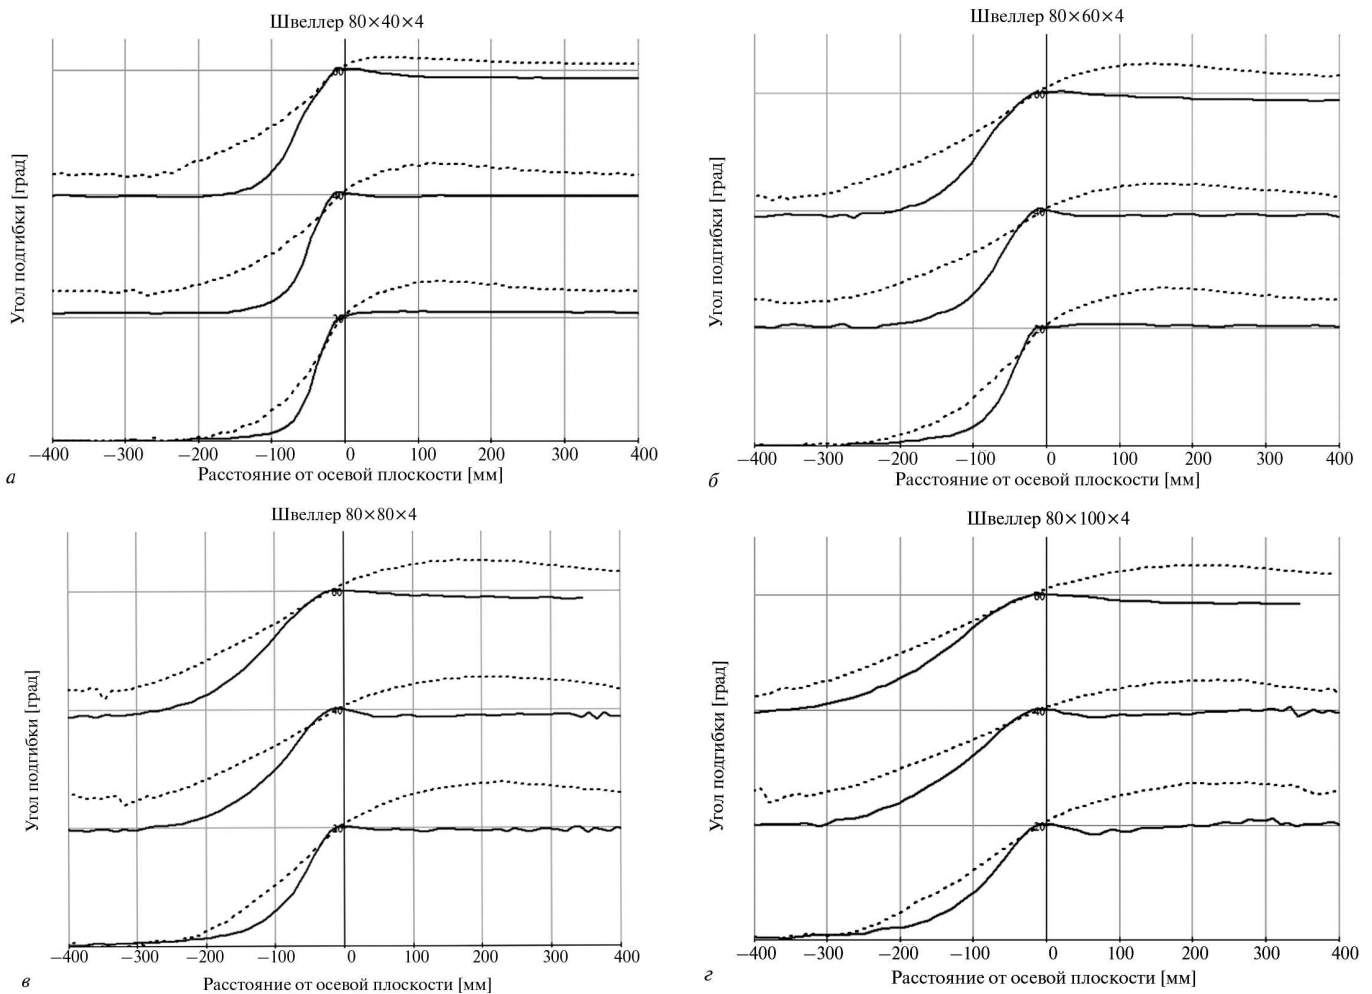 Швеллер 80×40×4
Угол подгибки [град]
60
40
20
−400 −300 −200 −100 0 100 200 300 400
Расстояние от осевой плоскости [мм]
а
Швеллер 80×60×4
Угол подгибки [град]
60
40
20
−400 −300 −200 −100 0 100 200 300 400
Расстояние от осевой плоскости [мм]
б
Швеллер 80×80×4
Угол подгибки [град]
60
40
20
−400 −300 −200 −100 0 100 200 300 400
Расстояние от осевой плоскости [мм]
в
Швеллер 80×100×4
Угол подгибки [град]
60
40
20
−400 −300 −200 −100 0 100 200 300 400
Расстояние от осевой плоскости [мм]
г